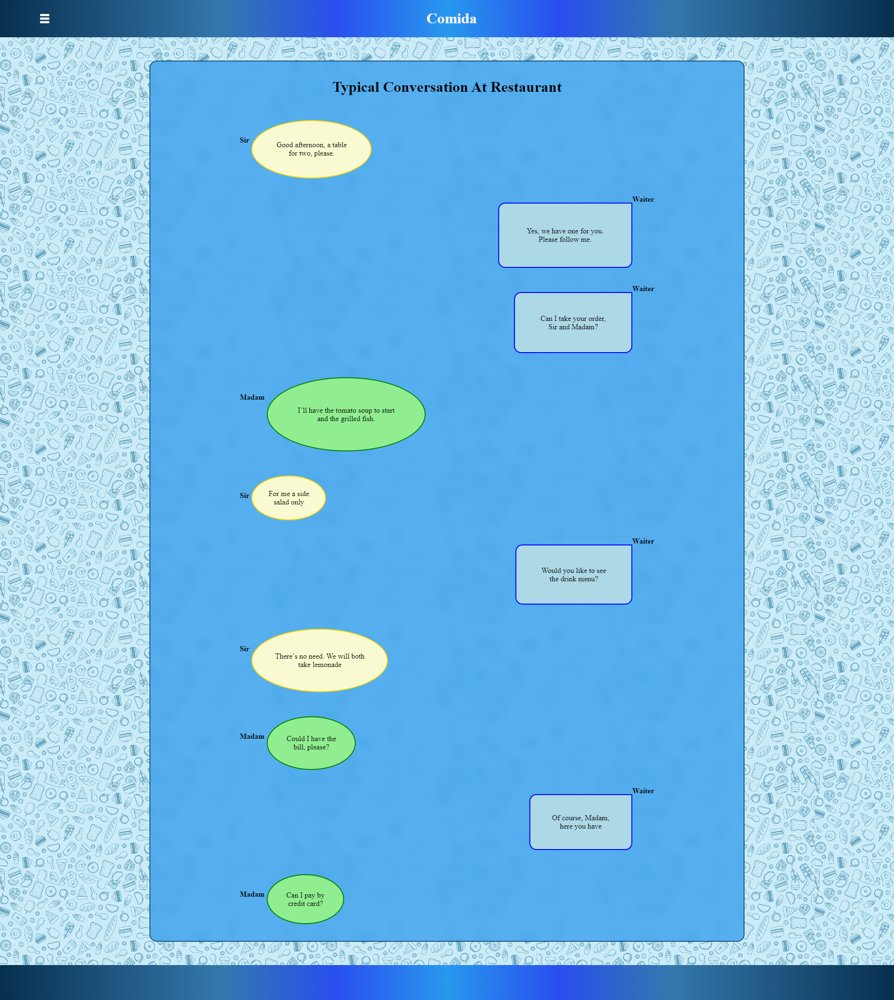 Comida
Typical Conversation At Restaurant
Sir
Good afternoon, a table
for two, please.
Waiter
Yes, we have one for you.
Please follow me.
Waiter
Can I take your order,
Sir and Madam?
Madam
I’ll have the tomato soup to start
and the grilled fish.
Sir
For me a side
salad only
Waiter
Would you like to see
the drink menu?
Sir
There’s no need. We will both
take lemonade
Madam
Could I have the
bill, please?
Waiter
Of course, Madam,
here you have
Madam
Can I pay by
credit card?